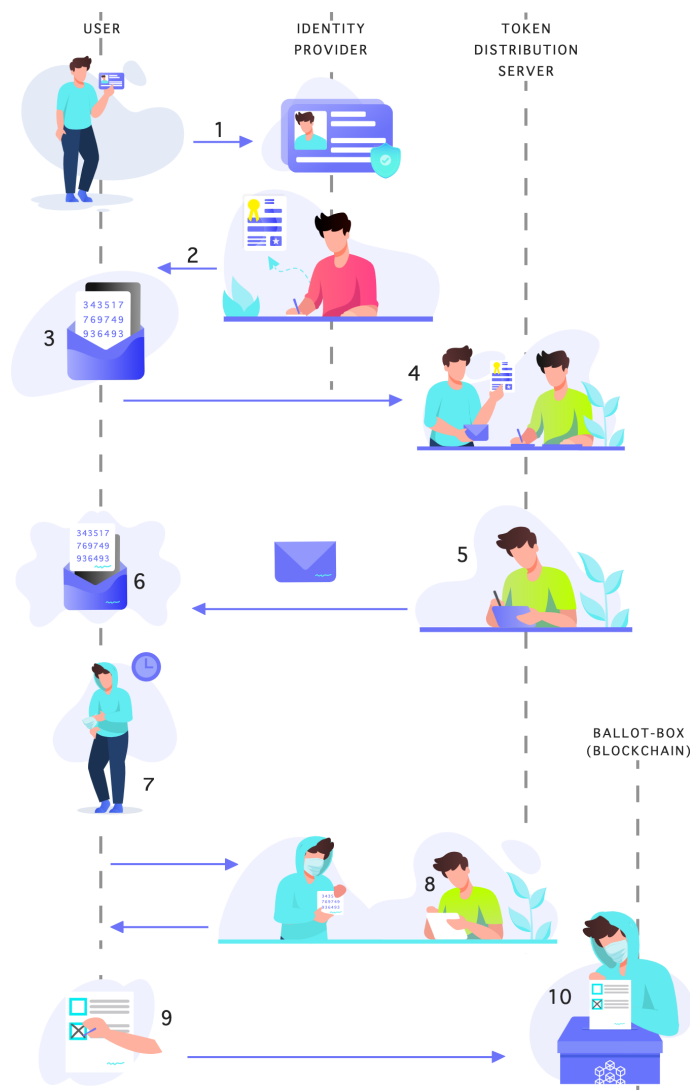 USER
IDENTITY
PROVIDER
TOKEN
DISTRIBUTION
SERVER
1
2
3
343517
769749
936493
4
5
343517
769749
936493
6
7
BALLOT-BOX
(BLOCKCHAIN)
8
769749
9
10